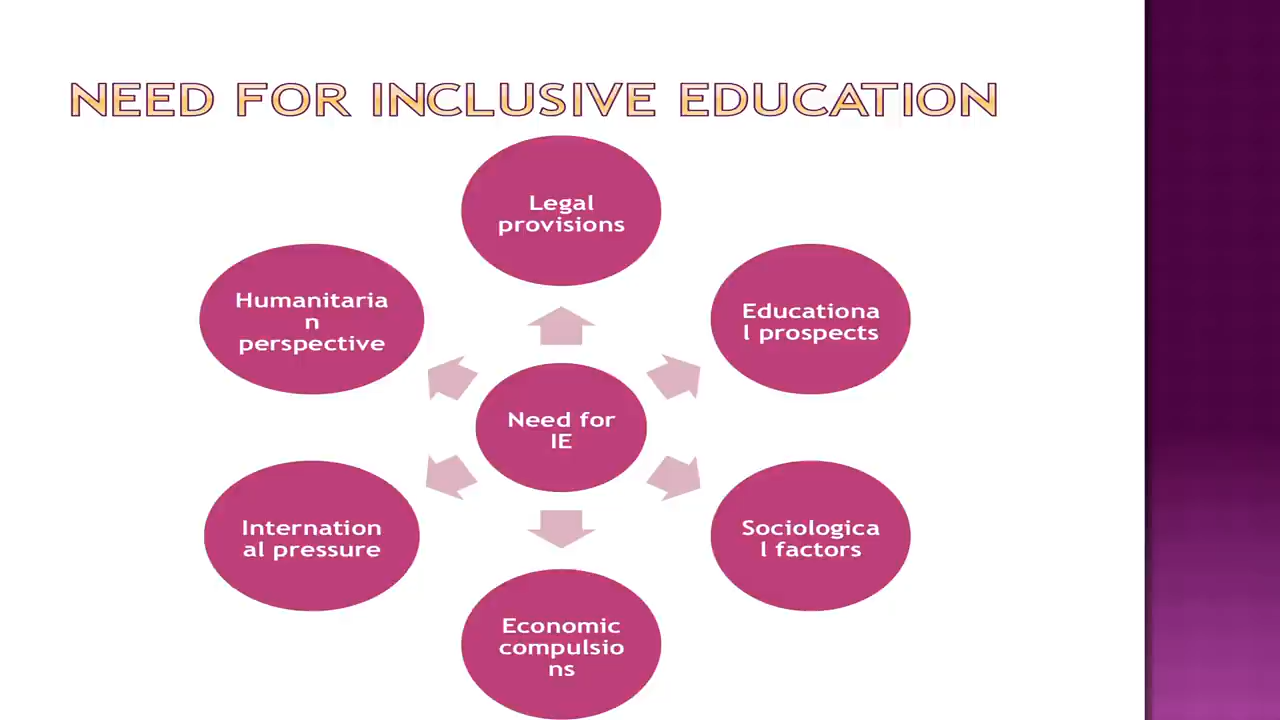 NEED FOR INCLUSIVE EDUCATION
Legal
provisions
Educationa
l prospects
Sociologica
l factors
Economic
compulsio
ns
Internation
al pressure
Humanitaria
n
perspective
Need for
IE